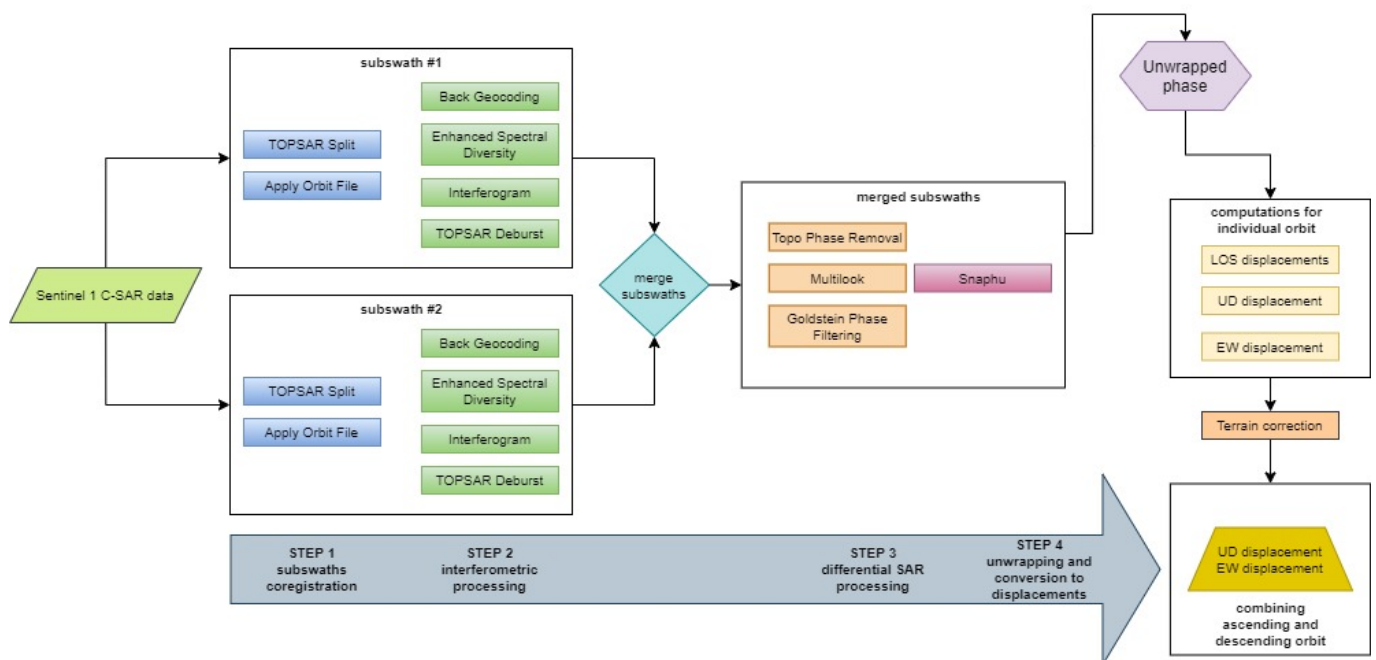 Sentinel 1 C-SAR data
subswath #1
TOPSAR Split
Apply Orbit File
Back Geocoding
Enhanced Spectral
Diversity
Interferogram
TOPSAR Deburst
subswath #2
TOPSAR Split
Apply Orbit File
Back Geocoding
Enhanced Spectral
Diversity
Interferogram
TOPSAR Deburst
merge
subswaths
merged subswaths
Topo Phase Removal
Multilook
Goldstein Phase
Filtering
Snaphu
Unwrapped
phase
computations for
individual orbit
LOS displacements
UD displacement
EW displacement
Terrain correction
UD displacement
EW displacement
combining
ascending and
descending orbit
STEP 1
subswaths
coregistration
STEP 2
interferometric
processing
STEP 3
differential SAR
processing
STEP 4
unwrapping and
conversion to
displacements